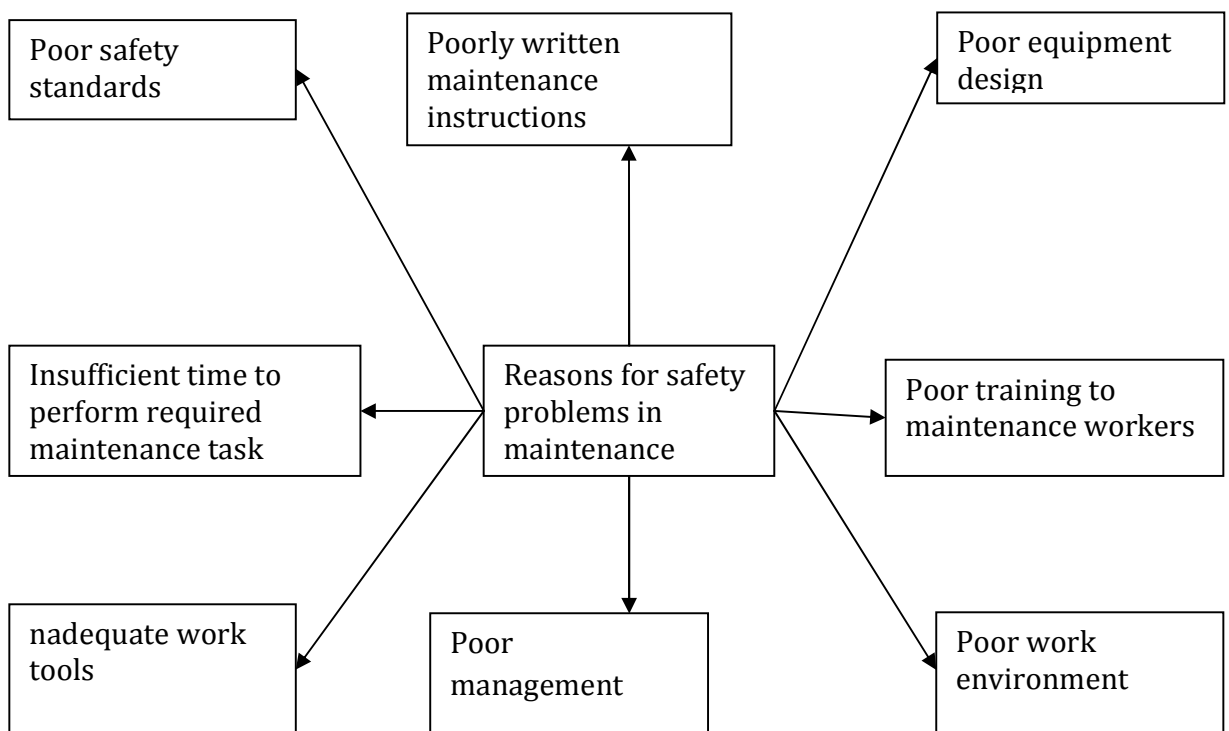 Poor safety
standards
Poorly written
maintenance
instructions
Poor equipment
design
Insufficient time to
perform required
maintenance task
Reasons for safety
problems in
maintenance
Poor training to
maintenance workers
nadequate work
tools
Poor
management
Poor work
environment